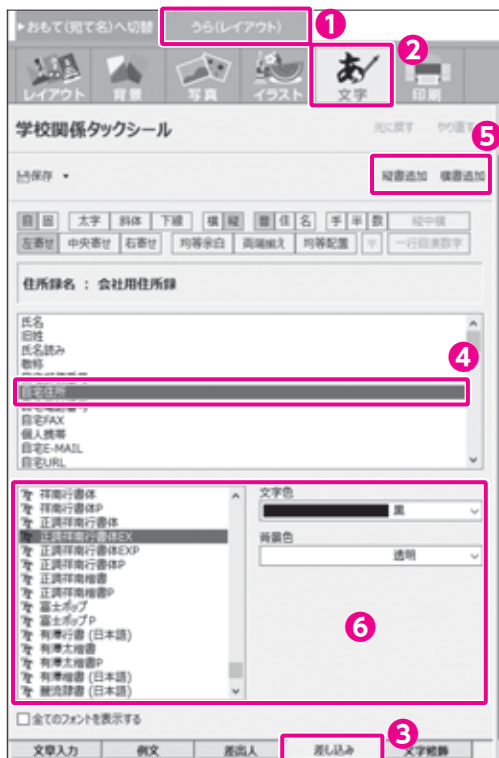 ▸おもて(宛て名)へ切替 うら(レイアウト) ❶
レイアウト 背景 写真 イラスト 文字 印刷 ❷
学校関係タックシール 元に戻す やり直す
❺
保存 ▾ 縦書追加 横書追加
太字 斜体 下線 横 縦 住 名 手 半 数 縦中横
左寄せ 中央寄せ 右寄せ 均等余白 両端揃え 均等配置 一行目漢数字
住所録名 : 会社用住所録
氏名
旧姓
氏名読み
敬称
❹
自宅住所
自宅FAX
個人携帯
自宅E-MAIL
自宅URL
祥南行書体
祥南行書体P
正調祥南行書体
正調祥南行書体EX
正調祥南行書体EXP
正調祥南行書体P
正調祥南楷書
正調祥南楷書P
富士ポップ
富士ポップP
有澤行書 (日本語)
有澤太楷書
有澤太楷書P
有澤楷書 (日本語)
麗流隷書 (日本語)
文字色
黒
背景色
透明
❻
全てのフォントを表示する
❸
文章入力 例文 差出人 差し込み 文字装飾